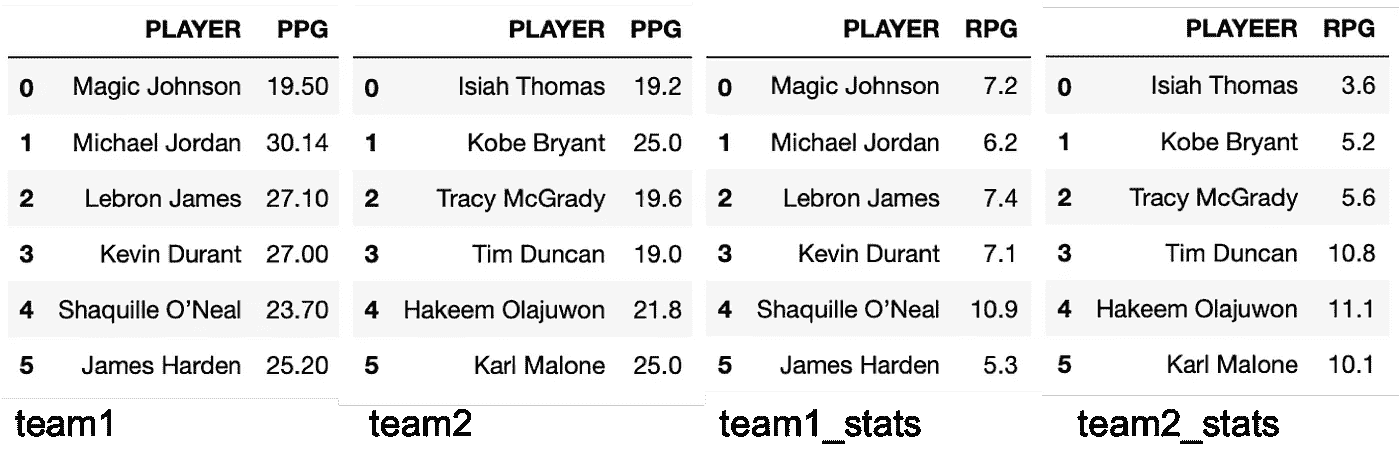 PLAYER PPG
0 Magic Johnson 19.50
1 Michael Jordan 30.14
2 Lebron James 27.10
3 Kevin Durant 27.00
4 Shaquille O’Neal 23.70
5 James Harden 25.20
team1
PLAYER PPG
0 Isiah Thomas 19.2
1 Kobe Bryant 25.0
2 Tracy McGrady 19.6
3 Tim Duncan 19.0
4 Hakeem Olajuwon 21.8
5 Karl Malone 25.0
team2
PLAYER RPG
0 Magic Johnson 7.2
1 Michael Jordan 6.2
2 Lebron James 7.4
3 Kevin Durant 7.1
4 Shaquille O’Neal 10.9
5 James Harden 5.3
team1_stats
PLAYEER RPG
0 Isiah Thomas 3.6
1 Kobe Bryant 5.2
2 Tracy McGrady 5.6
3 Tim Duncan 10.8
4 Hakeem Olajuwon 11.1
5 Karl Malone 10.1
team2_stats